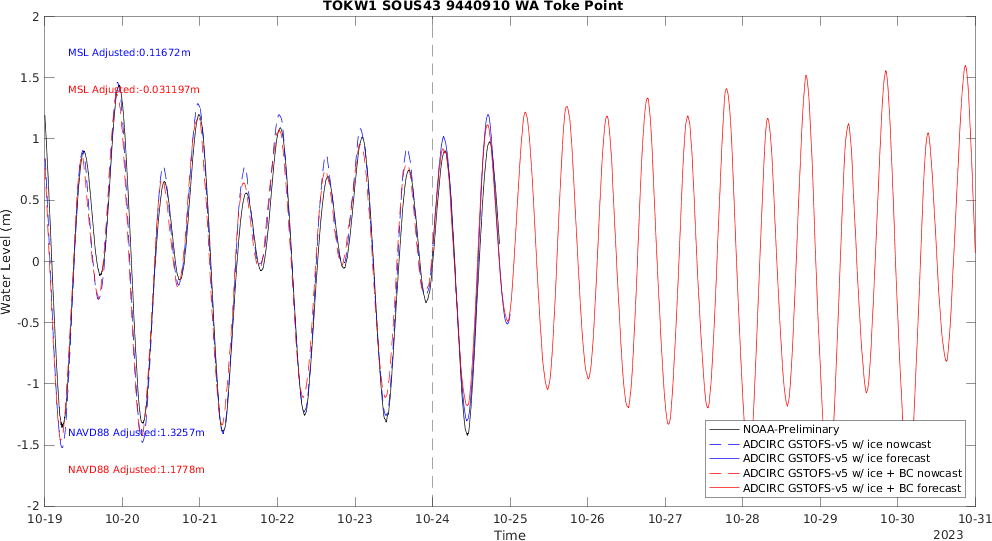 TOKW1 SOUS43 9440910 WA Toke Point
MSL Adjusted:0.11672m
MSL Adjusted:-0.031197m
NAVD88 Adjusted:1.3257m
NAVD88 Adjusted:1.1778m
Water Level (m)
2
1.5
1
0.5
0
-0.5
-1
-1.5
-2
NOAA-Preliminary
ADCIRC GSTOFS-v5 w/ ice nowcast
ADCIRC GSTOFS-v5 w/ ice forecast
ADCIRC GSTOFS-v5 w/ ice + BC nowcast
ADCIRC GSTOFS-v5 w/ ice + BC forecast
10-19 10-20 10-21 10-22 10-23 10-24 10-25 10-26 10-27 10-28 10-29 10-30 10-31
Time
2023